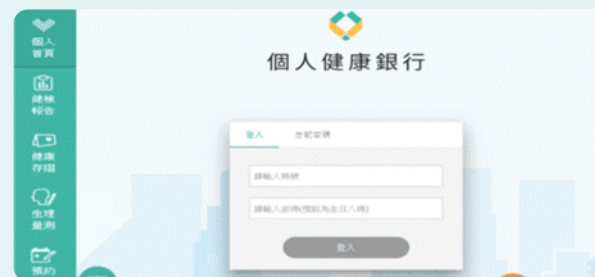 個人
首頁
健檢
報告
健康
存摺
生理
量測
預約
個人健康銀行
登入
忘記密碼
請輸入帳號
請輸入密碼(預設為生日八碼)
登入